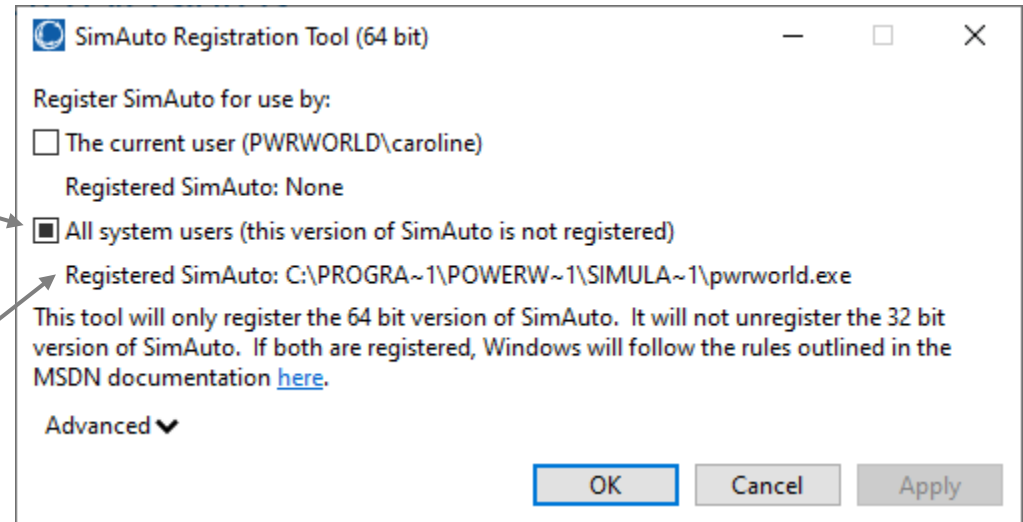 SimAuto Registration Tool (64 bit)
Register SimAuto for use by:
The current user (PWRWORLD\caroline)
Registered SimAuto: None
All system users (this version of SimAuto is not registered)
Registered SimAuto: C:\PROGRA~1\POWERW~1\SIMULA~1\pwrworld.exe
This tool will only register the 64 bit version of SimAuto.  It will not unregister the 32 bit
version of SimAuto.  If both are registered, Windows will follow the rules outlined in the
MSDN documentation here.
Advanced
OK Cancel Apply